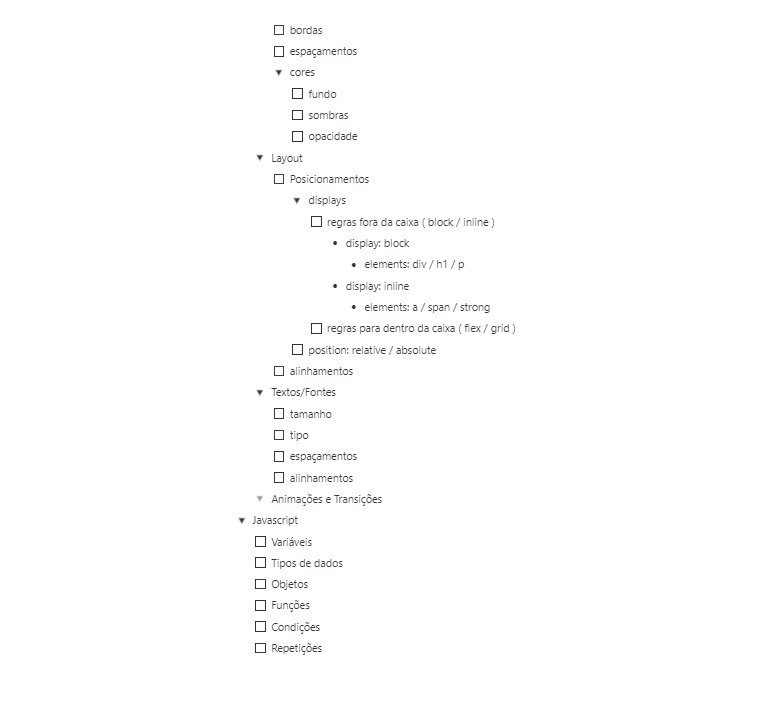 bordas
espaçamentos
cores
fundo
sombras
opacidade
Layout
Posicionamentos
displays
regras fora da caixa ( block / inline )
display: block
elements: div / h1 / p
display: inline
elements: a / span / strong
regras para dentro da caixa ( flex / grid )
position: relative / absolute
alinhamentos
Textos/Fontes
tamanho
tipo
espaçamentos
alinhamentos
Animações e Transições
Javascript
Variáveis
Tipos de dados
Objetos
Funções
Condições
Repetições